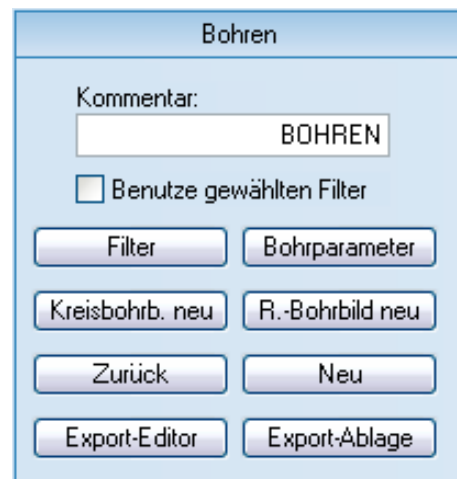 Bohren
Kommentar:
BOHREN
Benutze gewählten Filter
Filter Bohrparameter
Kreisbohrb. neu R.-Bohrbild neu
Zurück Neu
Export-Editor Export-Ablage